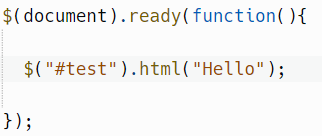 $(document).ready(function(){
$("#test").html("Hello");
});